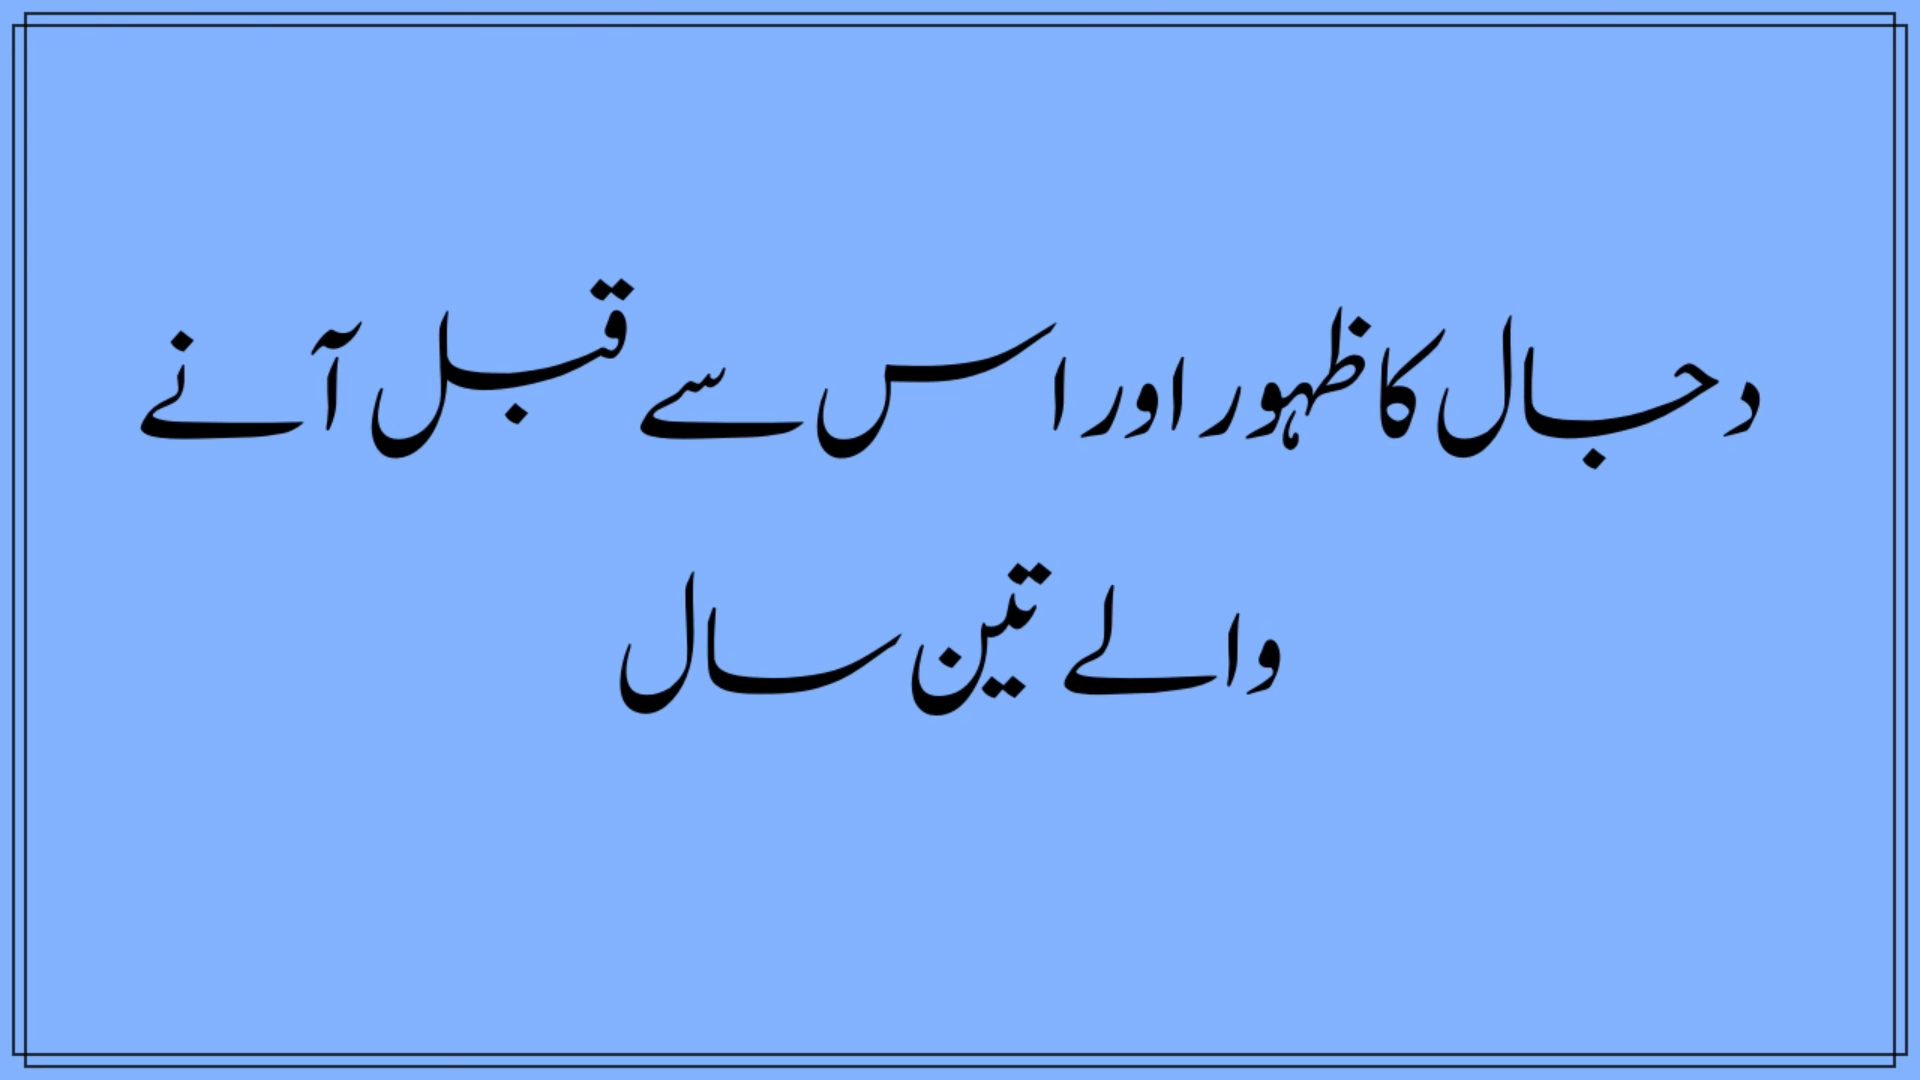 دجال کا ظہور اور اس سے قبل آنے
والے تین سال